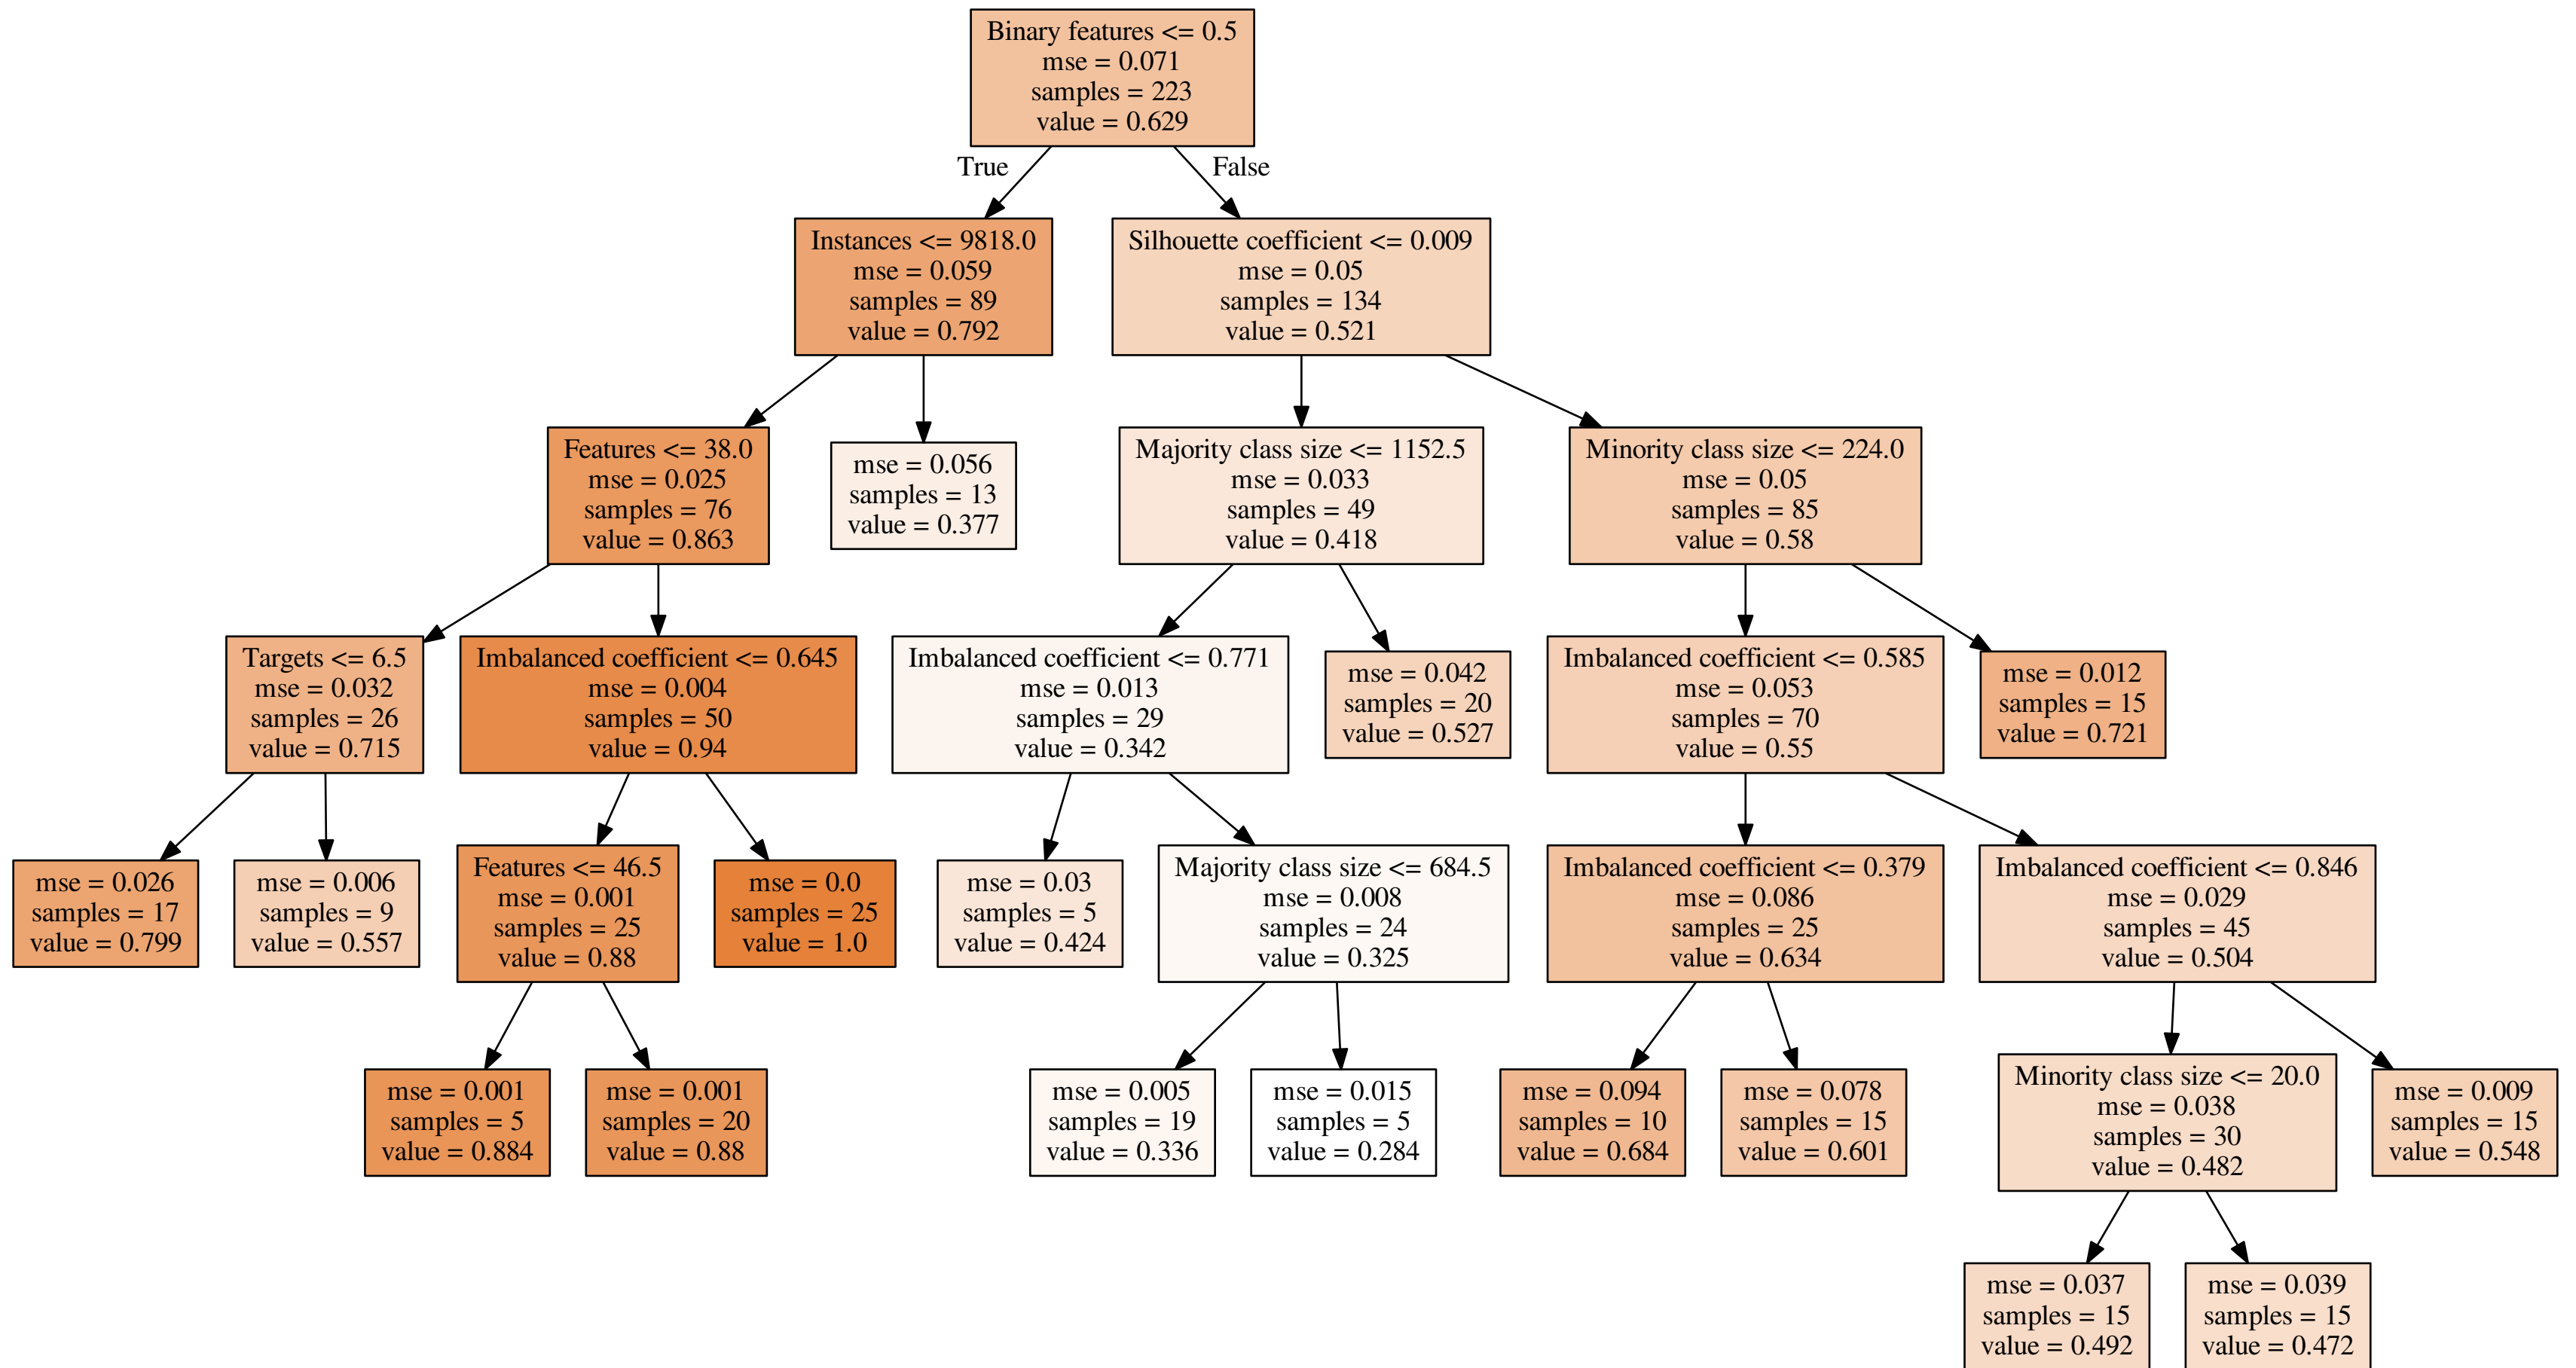 Binary features <= 0.5
mse = 0.071
samples = 223
value = 0.629
True
False
Instances <= 9818.0
mse = 0.059
samples = 89
value = 0.792
Silhouette coefficient <= 0.009
mse = 0.05
samples = 134
value = 0.521
Features <= 38.0
mse = 0.025
samples = 76
value = 0.863
mse = 0.056
samples = 13
value = 0.377
Majority class size <= 1152.5
mse = 0.033
samples = 49
value = 0.418
Minority class size <= 224.0
mse = 0.05
samples = 85
value = 0.58
Targets <= 6.5
mse = 0.032
samples = 26
value = 0.715
Imbalanced coefficient <= 0.645
mse = 0.004
samples = 50
value = 0.94
Imbalanced coefficient <= 0.771
mse = 0.013
samples = 29
value = 0.342
mse = 0.042
samples = 20
value = 0.527
Imbalanced coefficient <= 0.585
mse = 0.053
samples = 70
value = 0.55
mse = 0.012
samples = 15
value = 0.721
mse = 0.026
samples = 17
value = 0.799
mse = 0.006
samples = 9
value = 0.557
Features <= 46.5
mse = 0.001
samples = 25
value = 0.88
mse = 0.0
samples = 25
value = 1.0
mse = 0.03
samples = 5
value = 0.424
Majority class size <= 684.5
mse = 0.008
samples = 24
value = 0.325
Imbalanced coefficient <= 0.379
mse = 0.086
samples = 25
value = 0.634
Imbalanced coefficient <= 0.846
mse = 0.029
samples = 45
value = 0.504
mse = 0.001
samples = 5
value = 0.884
mse = 0.001
samples = 20
value = 0.88
mse = 0.005
samples = 19
value = 0.336
mse = 0.015
samples = 5
value = 0.284
mse = 0.094
samples = 10
value = 0.684
mse = 0.078
samples = 15
value = 0.601
Minority class size <= 20.0
mse = 0.038
samples = 30
value = 0.482
mse = 0.009
samples = 15
value = 0.548
mse = 0.037
samples = 15
value = 0.492
mse = 0.039
samples = 15
value = 0.472